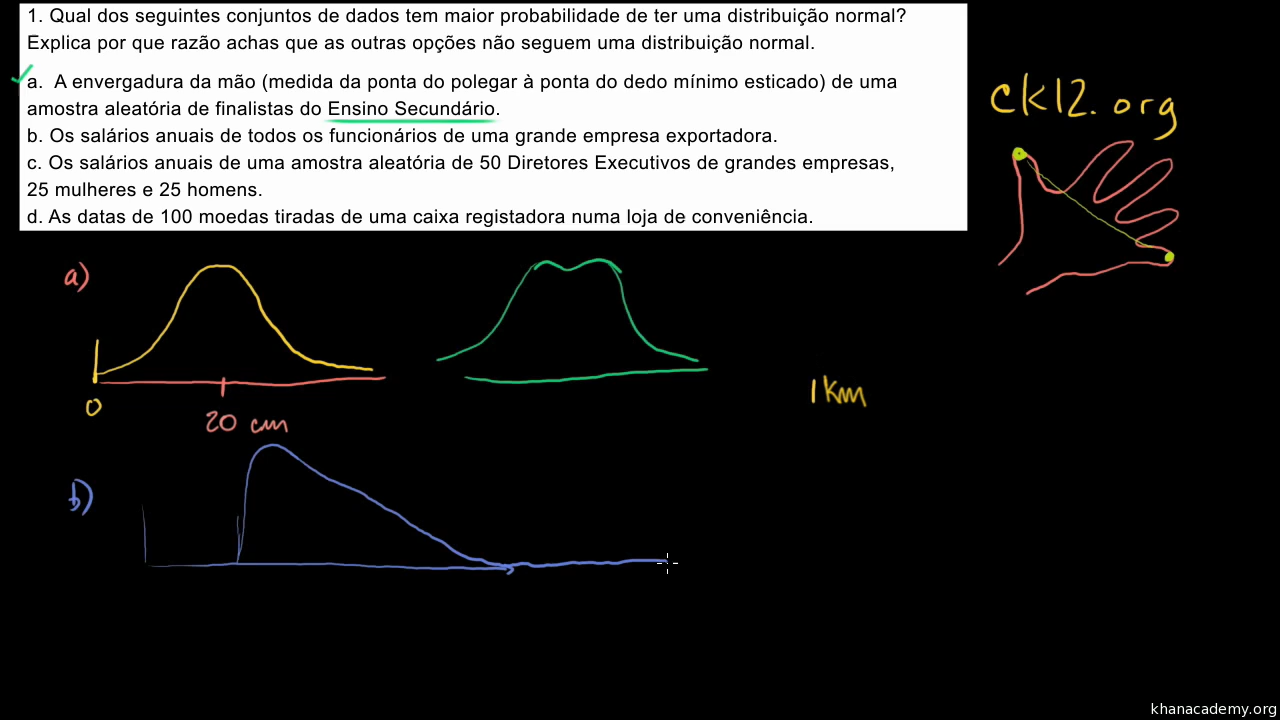 1. Qual dos seguintes conjuntos de dados tem maior probabilidade de ter uma distribuição normal?
Explica por que razão achas que as outras opções não seguem uma distribuição normal.
a. A envergadura da mão (medida da ponta do polegar à ponta do dedo mínimo esticado) de uma
amostra aleatória de finalistas do Ensino Secundário.
b. Os salários anuais de todos os funcionários de uma grande empresa exportadora.
c. Os salários anuais de uma amostra aleatória de 50 Diretores Executivos de grandes empresas,
25 mulheres e 25 homens.
d. As datas de 100 moedas tiradas de uma caixa registadora numa loja de conveniência.
ck12.org
a)
0
20 cm
1 km
b)
khanacademy.org